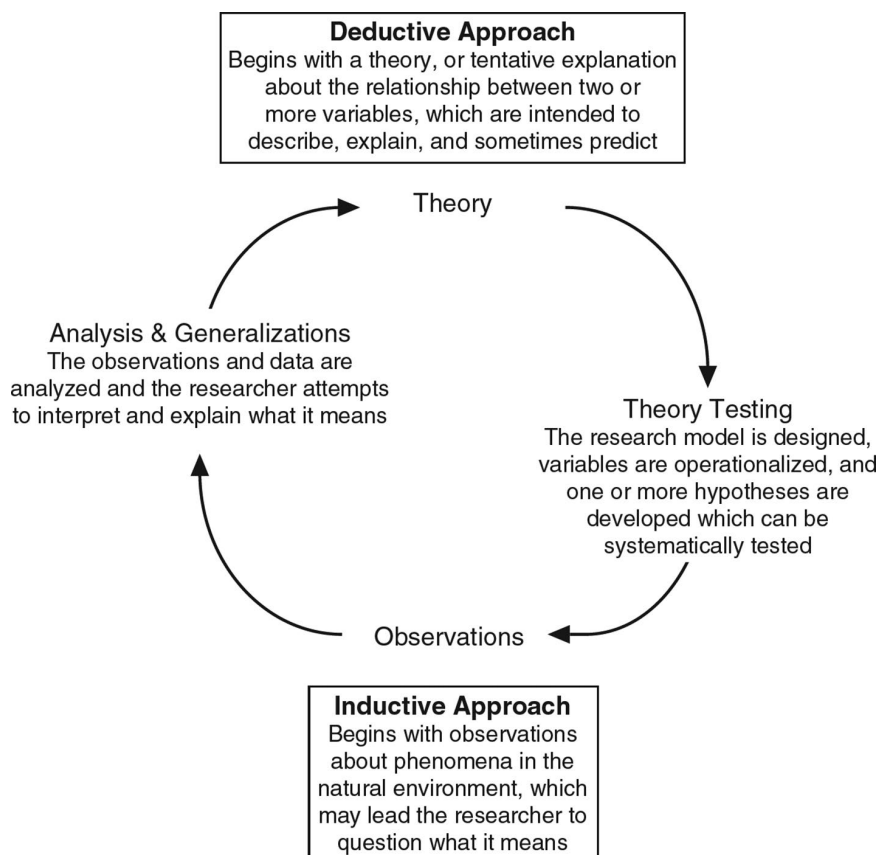 Deductive Approach
Begins with a theory, or tentative explanation
about the relationship between two or
more variables, which are intended to
describe, explain, and sometimes predict
Theory
Analysis & Generalizations
The observations and data are
analyzed and the researcher attempts
to interpret and explain what it means
Theory Testing
The research model is designed,
variables are operationalized, and
one or more hypotheses are
developed which can be
systematically tested
Observations
Inductive Approach
Begins with observations
about phenomena in the
natural environment, which
may lead the researcher to
question what it means